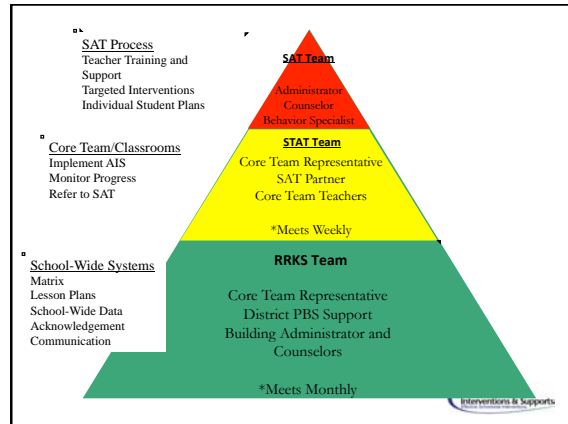 SAT Process
Teacher Training and
Support
Targeted Interventions
Individual Student Plans
SAT Team
Administrator
Counselor
Behavior Specialist
Core Team/Classrooms
Implement AIS
Monitor Progress
Refer to SAT
STAT Team
Core Team Representative
SAT Partner
Core Team Teachers
*Meets Weekly
School-Wide Systems
Matrix
Lesson Plans
School-Wide Data
Acknowledgement
Communication
RRKS Team
Core Team Representative
District PBS Support
Building Administrator and
Counselors
*Meets Monthly
Interventions & Supports